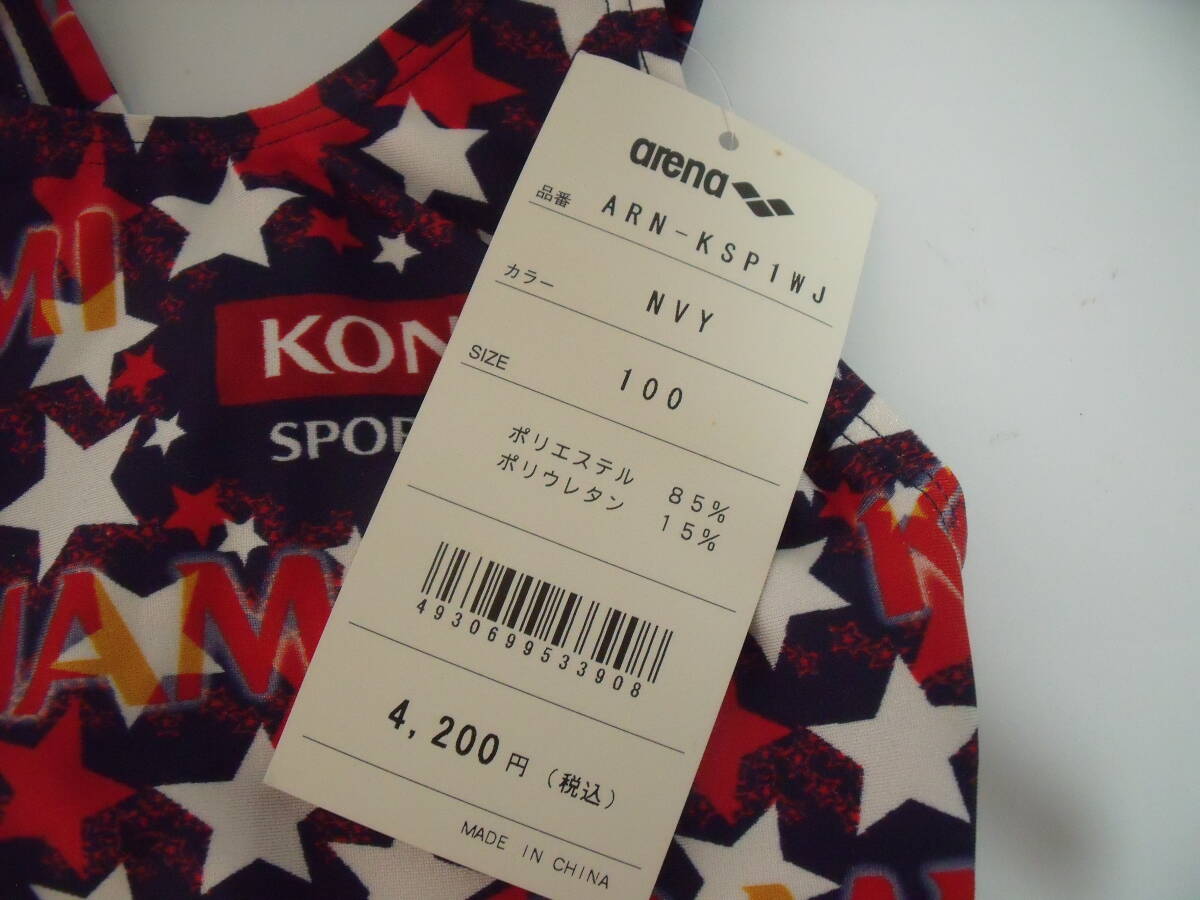 arena
品番 ARN-KSP1WJ
カラー NVY
SIZE 100
ポリエステル 85%
ポリウレタン 15%
4930699533908
4,200円 (税込)
MADE IN CHINA
KON
SPOR
MI
NAMI
K